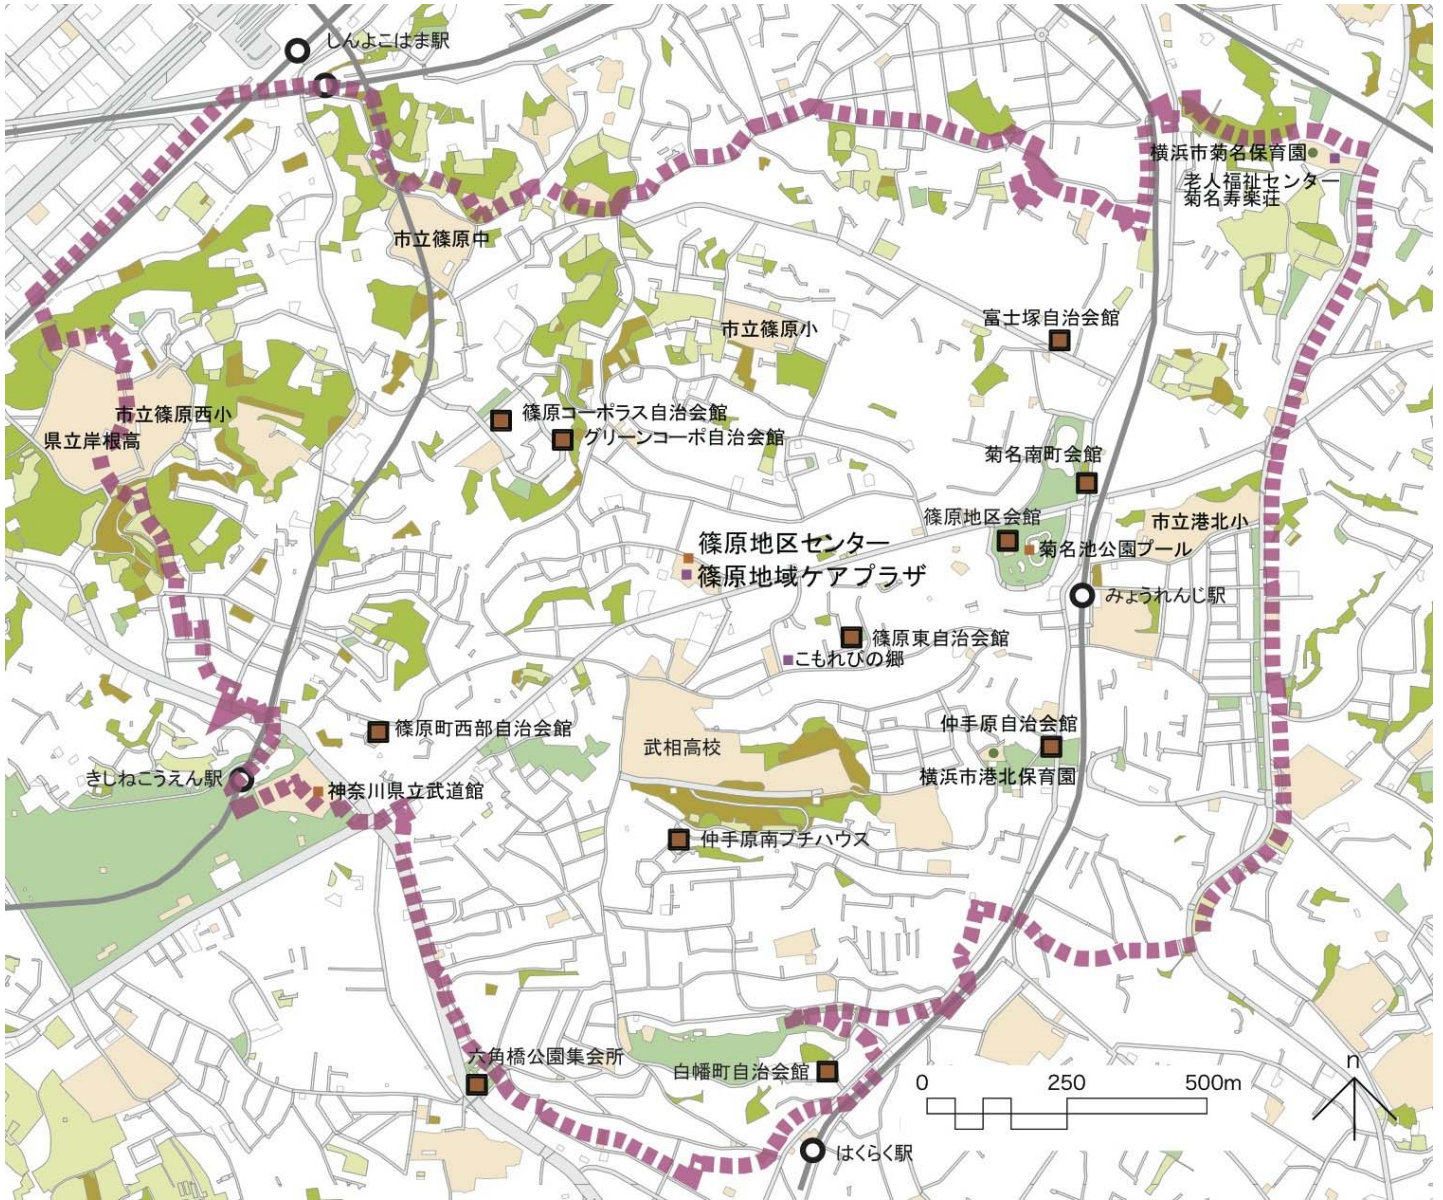 しんよこはま駅
横浜市菊名保育園
老人福祉センター
菊名寿楽荘
市立篠原中
富士塚自治会館
市立篠原小
市立篠原西小
県立岸根高
篠原コーポラス自治会館
グリーンコーポ自治会館
菊名南町会館
篠原地区会館
市立港北小
菊名池公園プール
篠原地区センター
篠原地域ケアプラザ
みょうれんじ駅
篠原東自治会館
こもれびの郷
篠原町西部自治会館
仲手原自治会館
武相高校
横浜市港北保育園
きしねこうえん駅
神奈川県立武道館
仲手原南プチハウス
六角橋公園集会所
白幡町自治会館
はくらく駅
0 250 500m
n